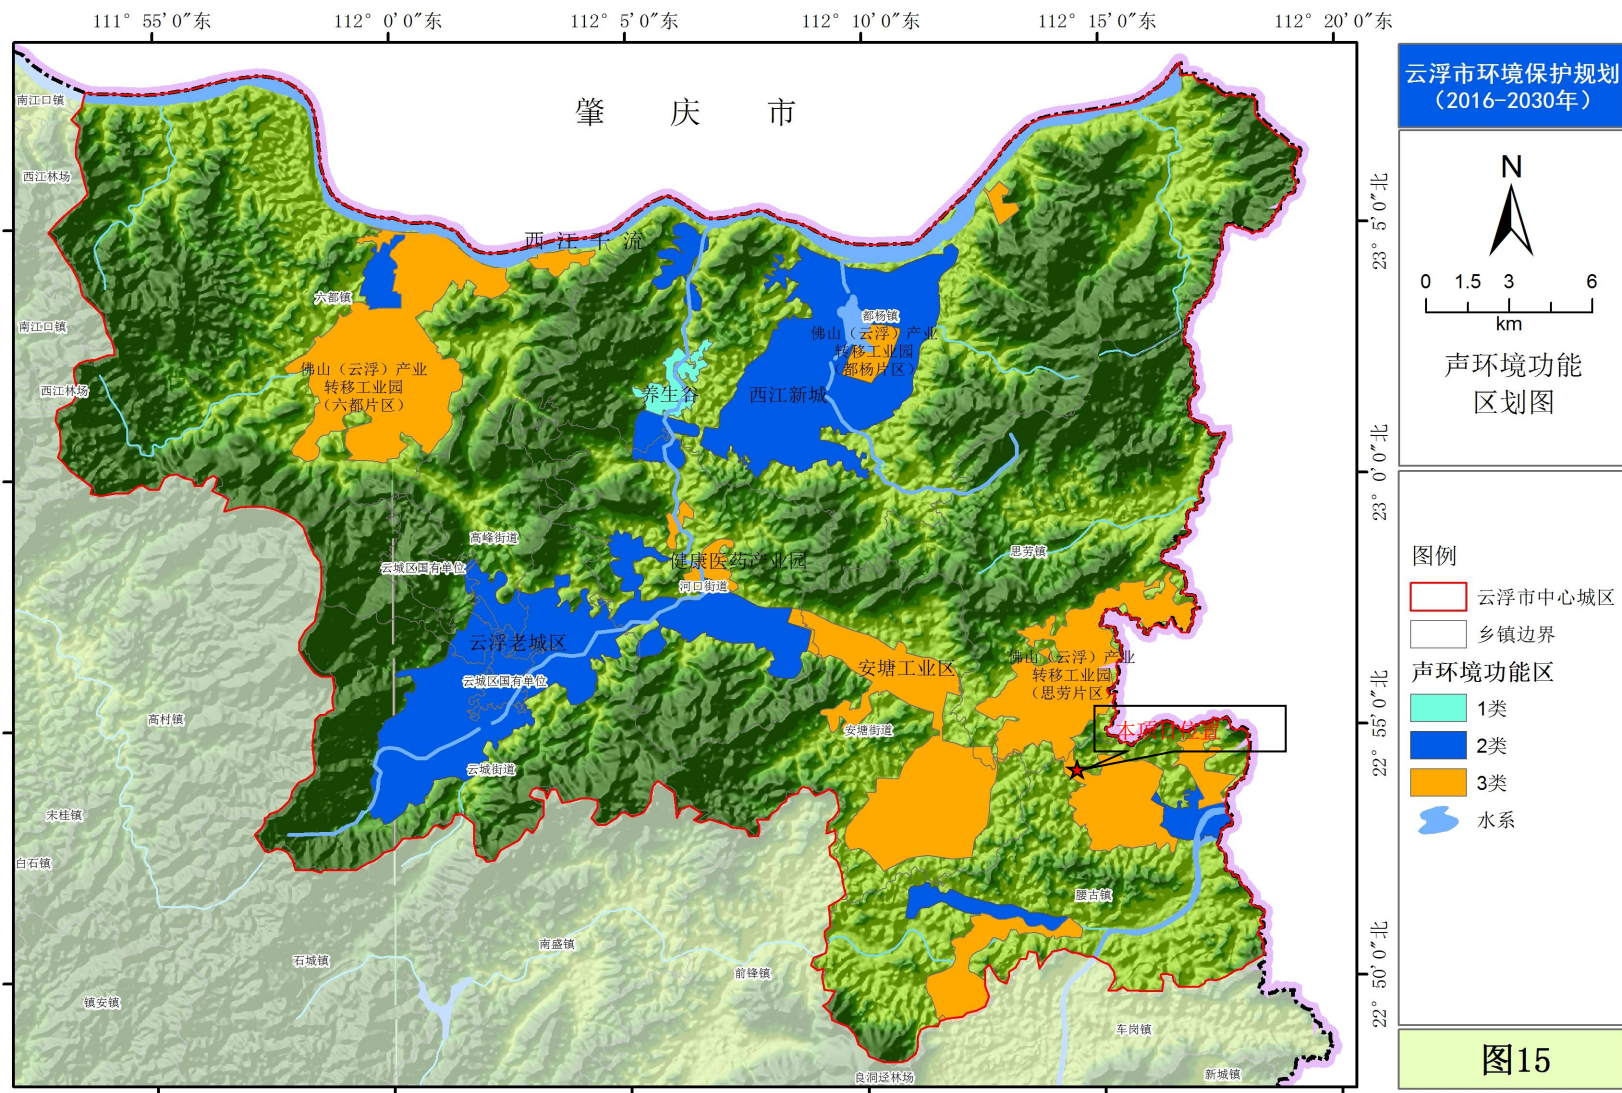 111° 55′ 0″东
112° 0′ 0″东
112° 5′ 0″东
112° 10′ 0″东
112° 15′ 0″东
112° 20′ 0″东
云浮市环境保护规划
（2016-2030年）
N
0 1.5 3 6
km
声环境功能
区划图
图例
云浮市中心城区
乡镇边界
声环境功能区
1类
2类
3类
水系
图15
23° 5′ 0″北
23° 0′ 0″北
22° 55′ 0″北
22° 50′ 0″北
肇庆市
南江口镇
西江林场
南江口镇
西江林场
西江干流
六都镇
佛山（云浮）产业
转移工业园
（六都片区）
都杨镇
佛山（云浮）产业
转移工业园
（都杨片区）
养生谷
西江新城
高峰街道
云城区国有单位
健康医药产业园
河口街道
思劳镇
云浮老城区
云城区国有单位
安塘工业区
佛山（云浮）产业
转移工业园
（思劳片区）
高村镇
安塘街道
本项目位置
云城街道
宋桂镇
白石镇
腰古镇
南盛镇
石城镇
前锋镇
镇安镇
车岗镇
良洞迳林场
新城镇